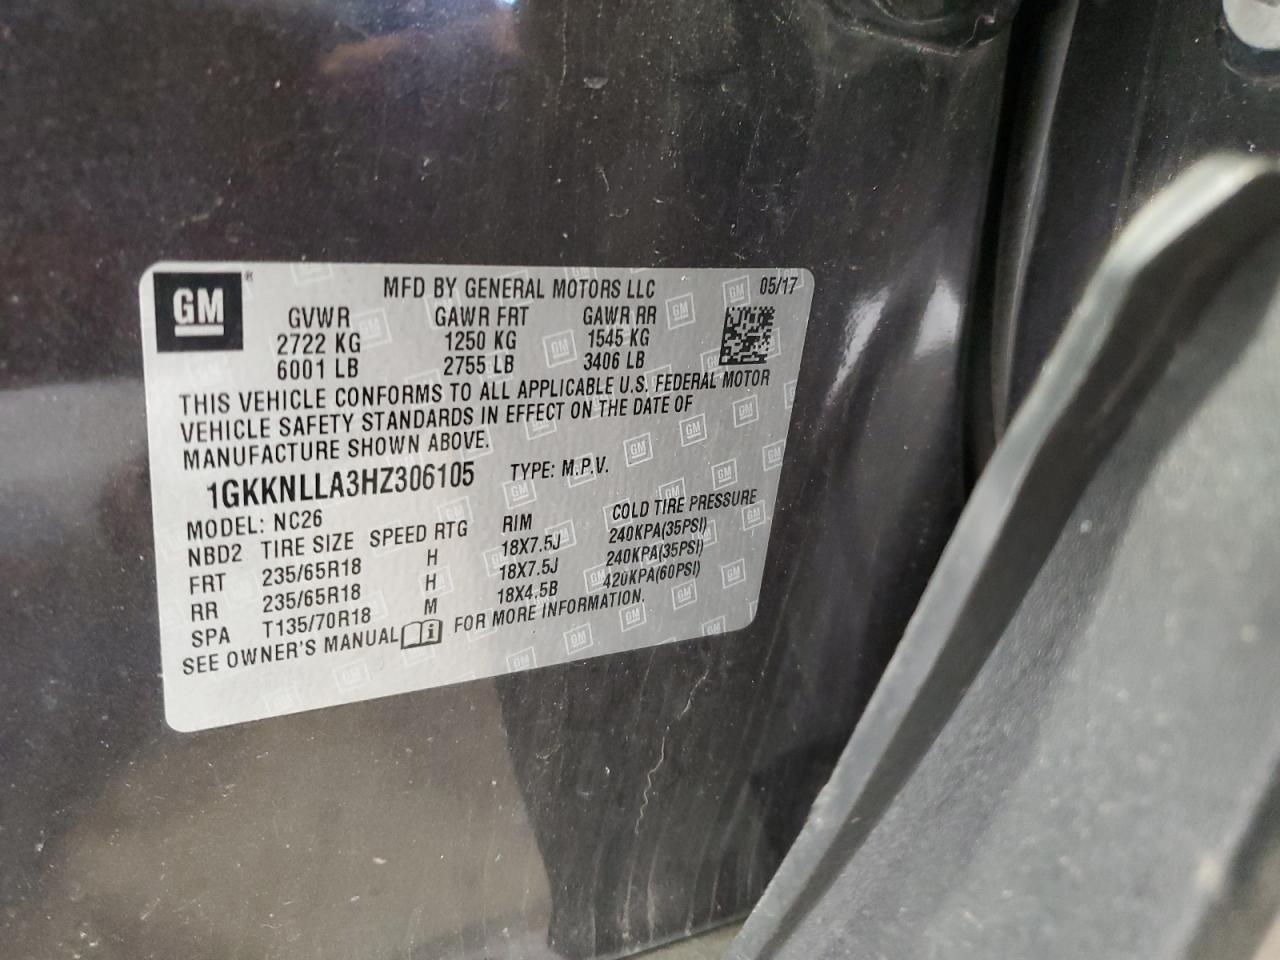 GM ® MFD BY GENERAL MOTORS LLC 05/17
GVWR GAWR FRT GAWR RR
2722 KG 1250 KG 1545 KG
6001 LB 2755 LB 3406 LB
THIS VEHICLE CONFORMS TO ALL APPLICABLE U.S. FEDERAL MOTOR
VEHICLE SAFETY STANDARDS IN EFFECT ON THE DATE OF
MANUFACTURE SHOWN ABOVE.
1GKKNLLA3HZ306105 TYPE: M.P.V.
MODEL: NC26
NBD2 TIRE SIZE SPEED RTG RIM COLD TIRE PRESSURE
FRT 235/65R18 H 18X7.5J 240KPA(35PSI)
RR 235/65R18 H 18X7.5J 240KPA(35PSI)
SPA T135/70R18 M 18X4.5B 420KPA(60PSI)
SEE OWNER'S MANUAL i FOR MORE INFORMATION.